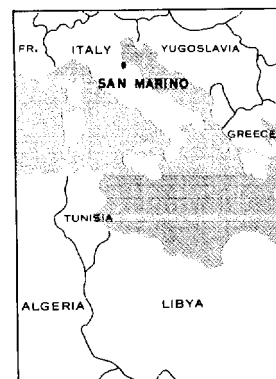 FR. ITALY YUGOSLAVIA
SAN MARINO
GREECE
TUNISIA
ALGERIA LIBYA